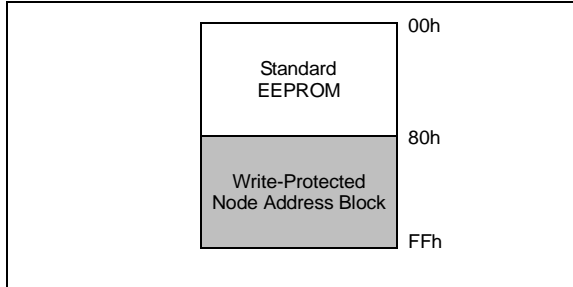 00h
Standard
EEPROM
80h
Write-Protected
Node Address Block
FFh